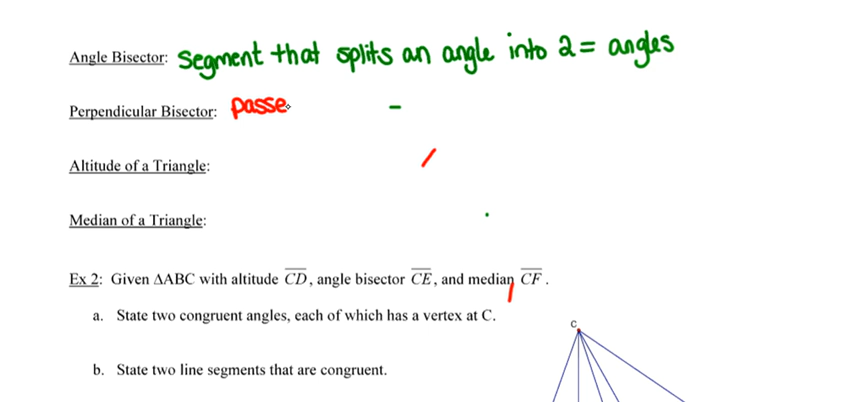 Angle Bisector: Segment that splits an angle into 2 = angles
Perpendicular Bisector: passe
Altitude of a Triangle:
Median of a Triangle:
Ex 2: Given ΔABC with altitude CD, angle bisector CE, and median CF.
a. State two congruent angles, each of which has a vertex at C.
C
b. State two line segments that are congruent.